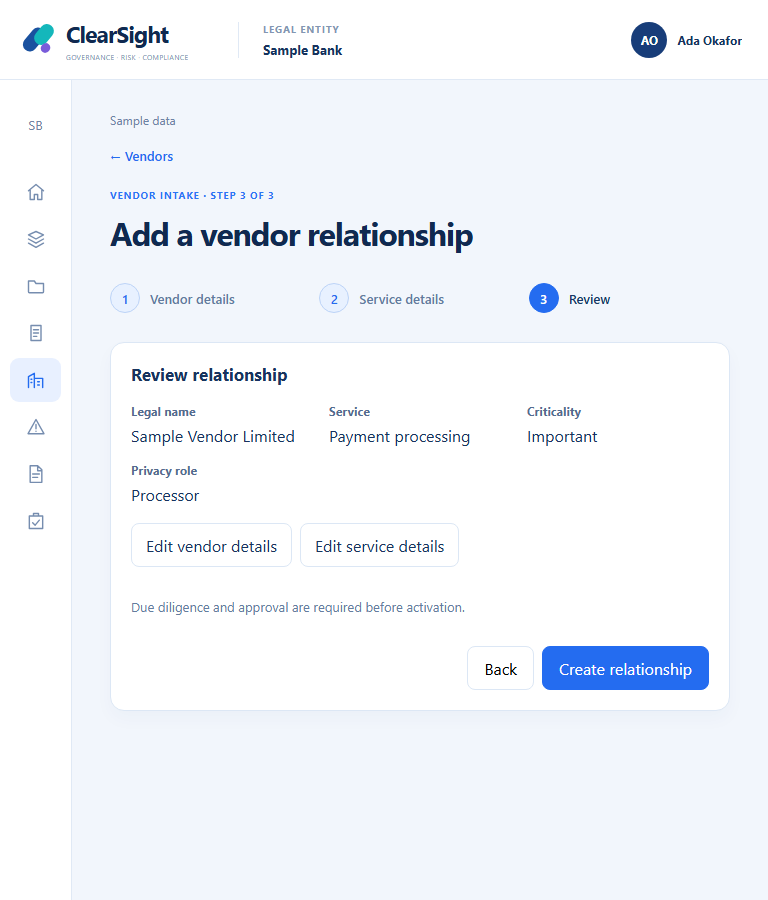 ClearSight
GOVERNANCE · RISK · COMPLIANCE
LEGAL ENTITY
Sample Bank
AO
Ada Okafor
SB
Sample data
← Vendors
VENDOR INTAKE · STEP 3 OF 3
Add a vendor relationship
1 Vendor details
2 Service details
3 Review
Review relationship
Legal name
Sample Vendor Limited
Service
Payment processing
Criticality
Important
Privacy role
Processor
Edit vendor details
Edit service details
Due diligence and approval are required before activation.
Back
Create relationship